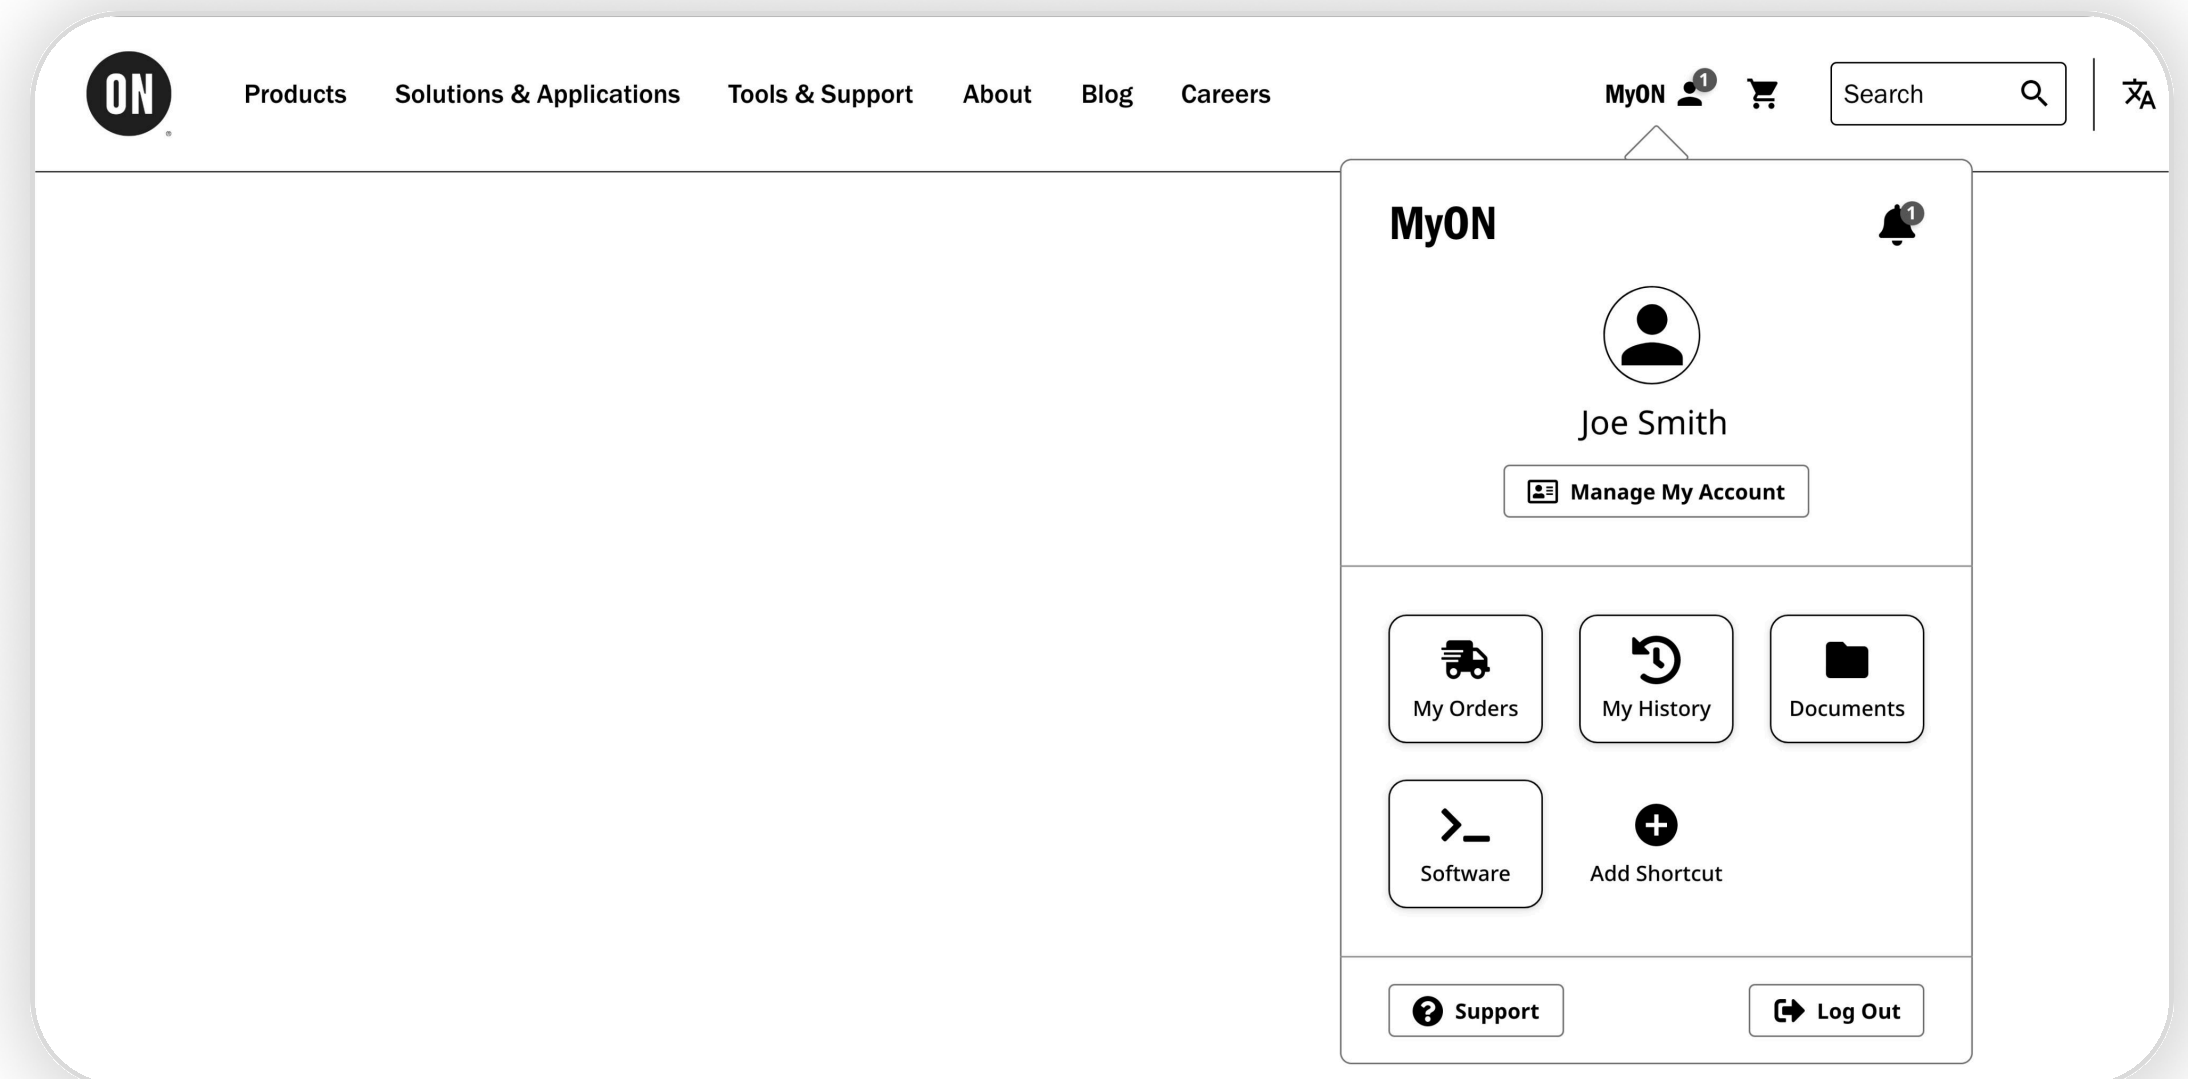 ON
Products Solutions & Applications Tools & Support About Blog Careers MyON 1 Search
MyON 1
Joe Smith
Manage My Account
My Orders My History Documents
Software Add Shortcut
Support Log Out